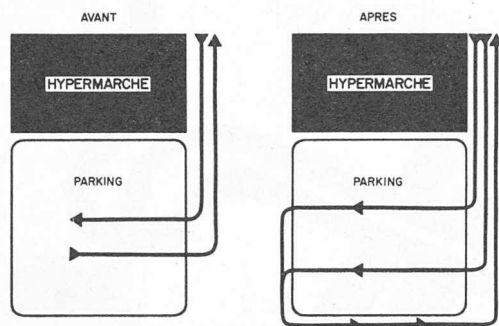 AVANT
APRES
HYPERMARCHE
HYPERMARCHE
PARKING
PARKING